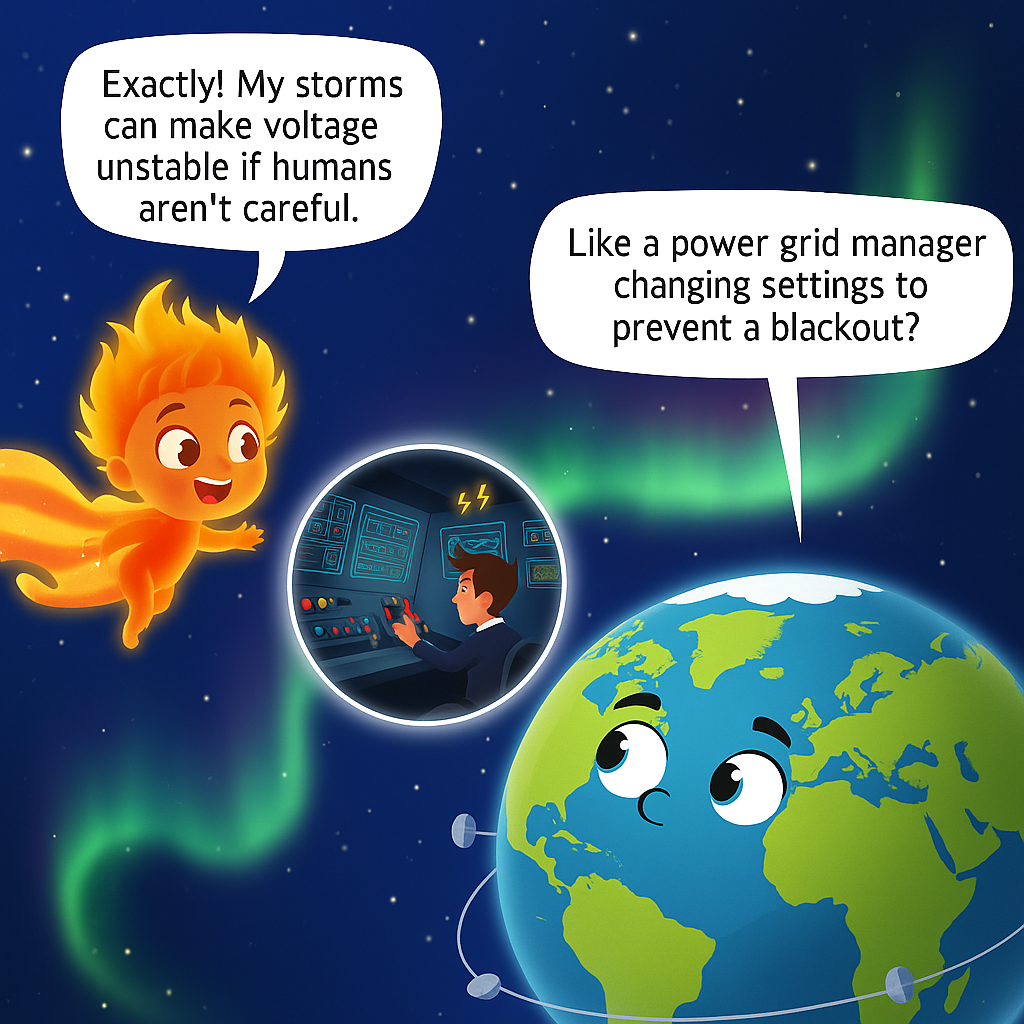 Exactly! My storms
can make voltage
unstable if humans
aren't careful.
Like a power grid manager
changing settings to
prevent a blackout?